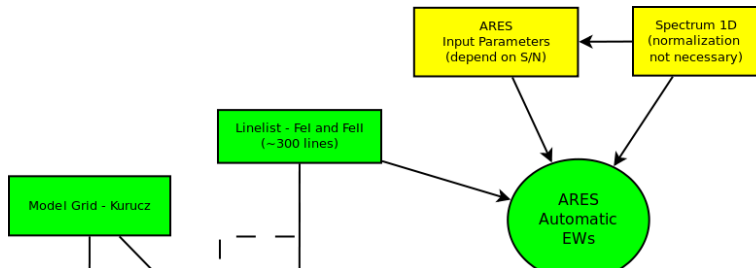 ARES
Input Parameters
(depend on S/N)
Spectrum 1D
(normalization
not necessary)
Linelist - FeI and FeII
(~300 lines)
Model Grid - Kurucz
ARES
Automatic
EWs